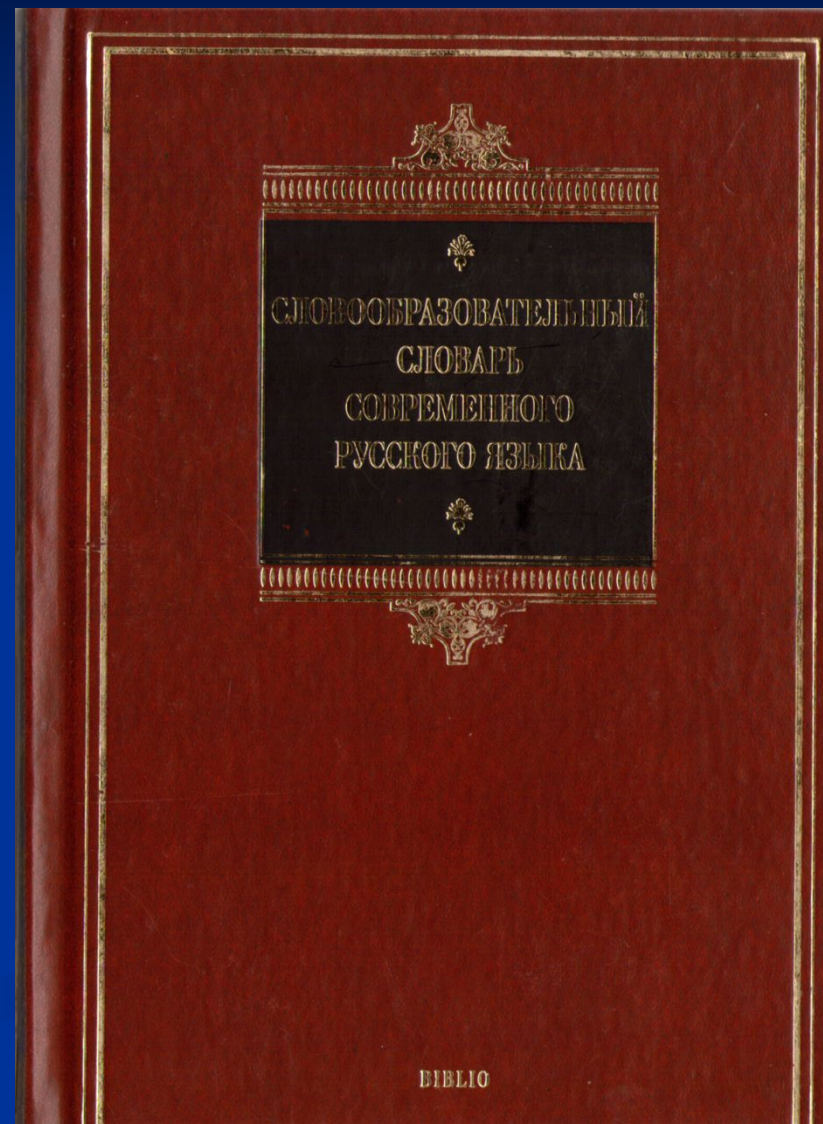 СЛОВООБРАЗОВАТЕЛЬНЫЙ
СЛОВАРЬ
СОВРЕМЕННОГО
РУССКОГО ЯЗЫКА
BIBLIO